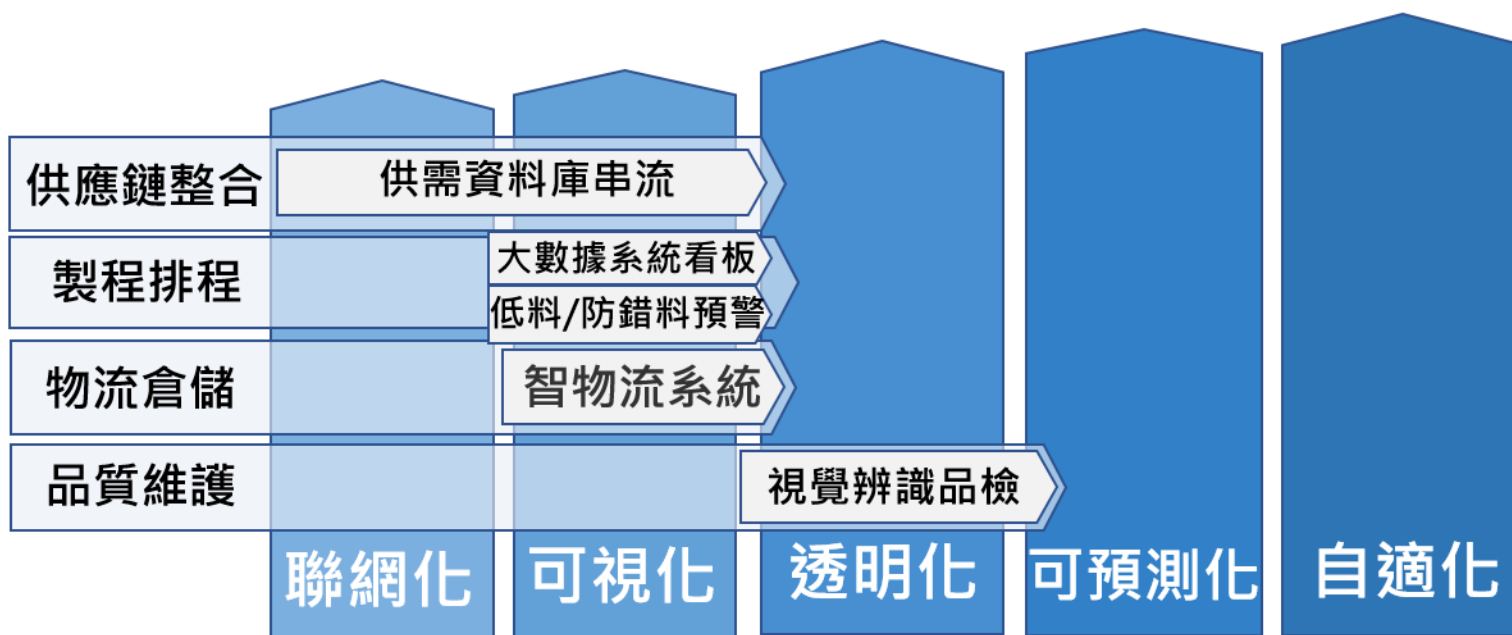 供應鏈整合
供需資料庫串流
製程排程
大數據系統看板
低料/防錯料預警
物流倉儲
智物流系統
品質維護
視覺辨識品檢
聯網化
可視化
透明化
可預測化
自適化